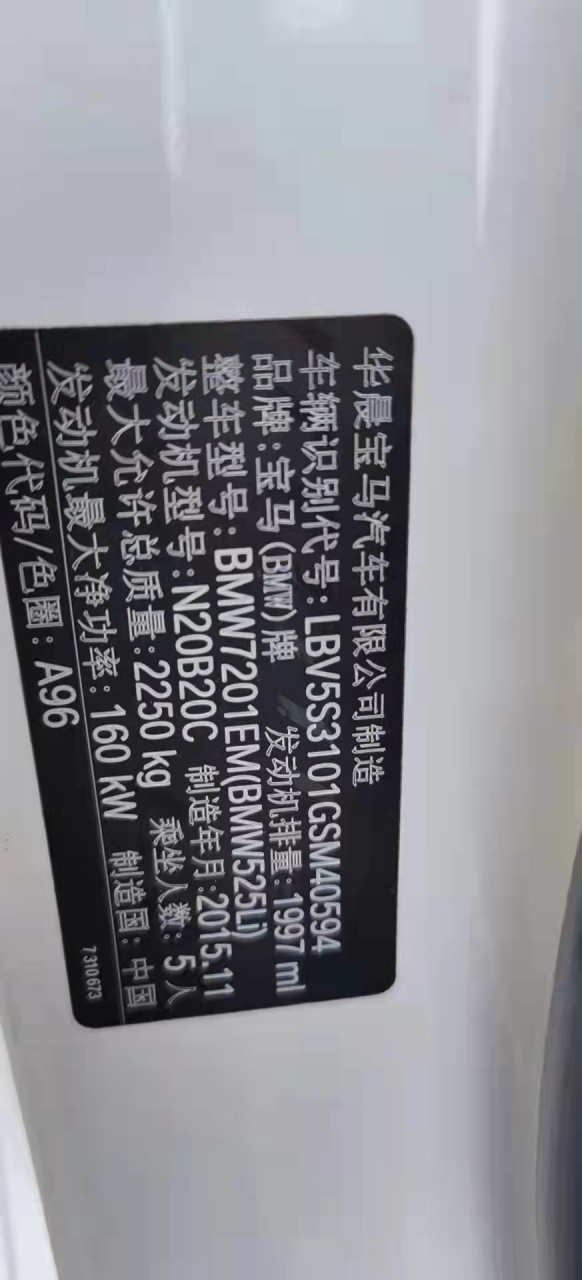 华晨宝马汽车有限公司制造
车辆识别代号：LBV5S3101GSM40594
品牌：宝马(BMW)牌 发动机排量：1997 ml
整车型号：BMW7201EM(BMW525Li)
发动机型号：N20B20C 制造年月：2015.11
最大允许总质量：2250 kg 乘坐人数：5人
发动机最大净功率：160 kW 制造国：中国
颜色代码/色圈：A96 7310673